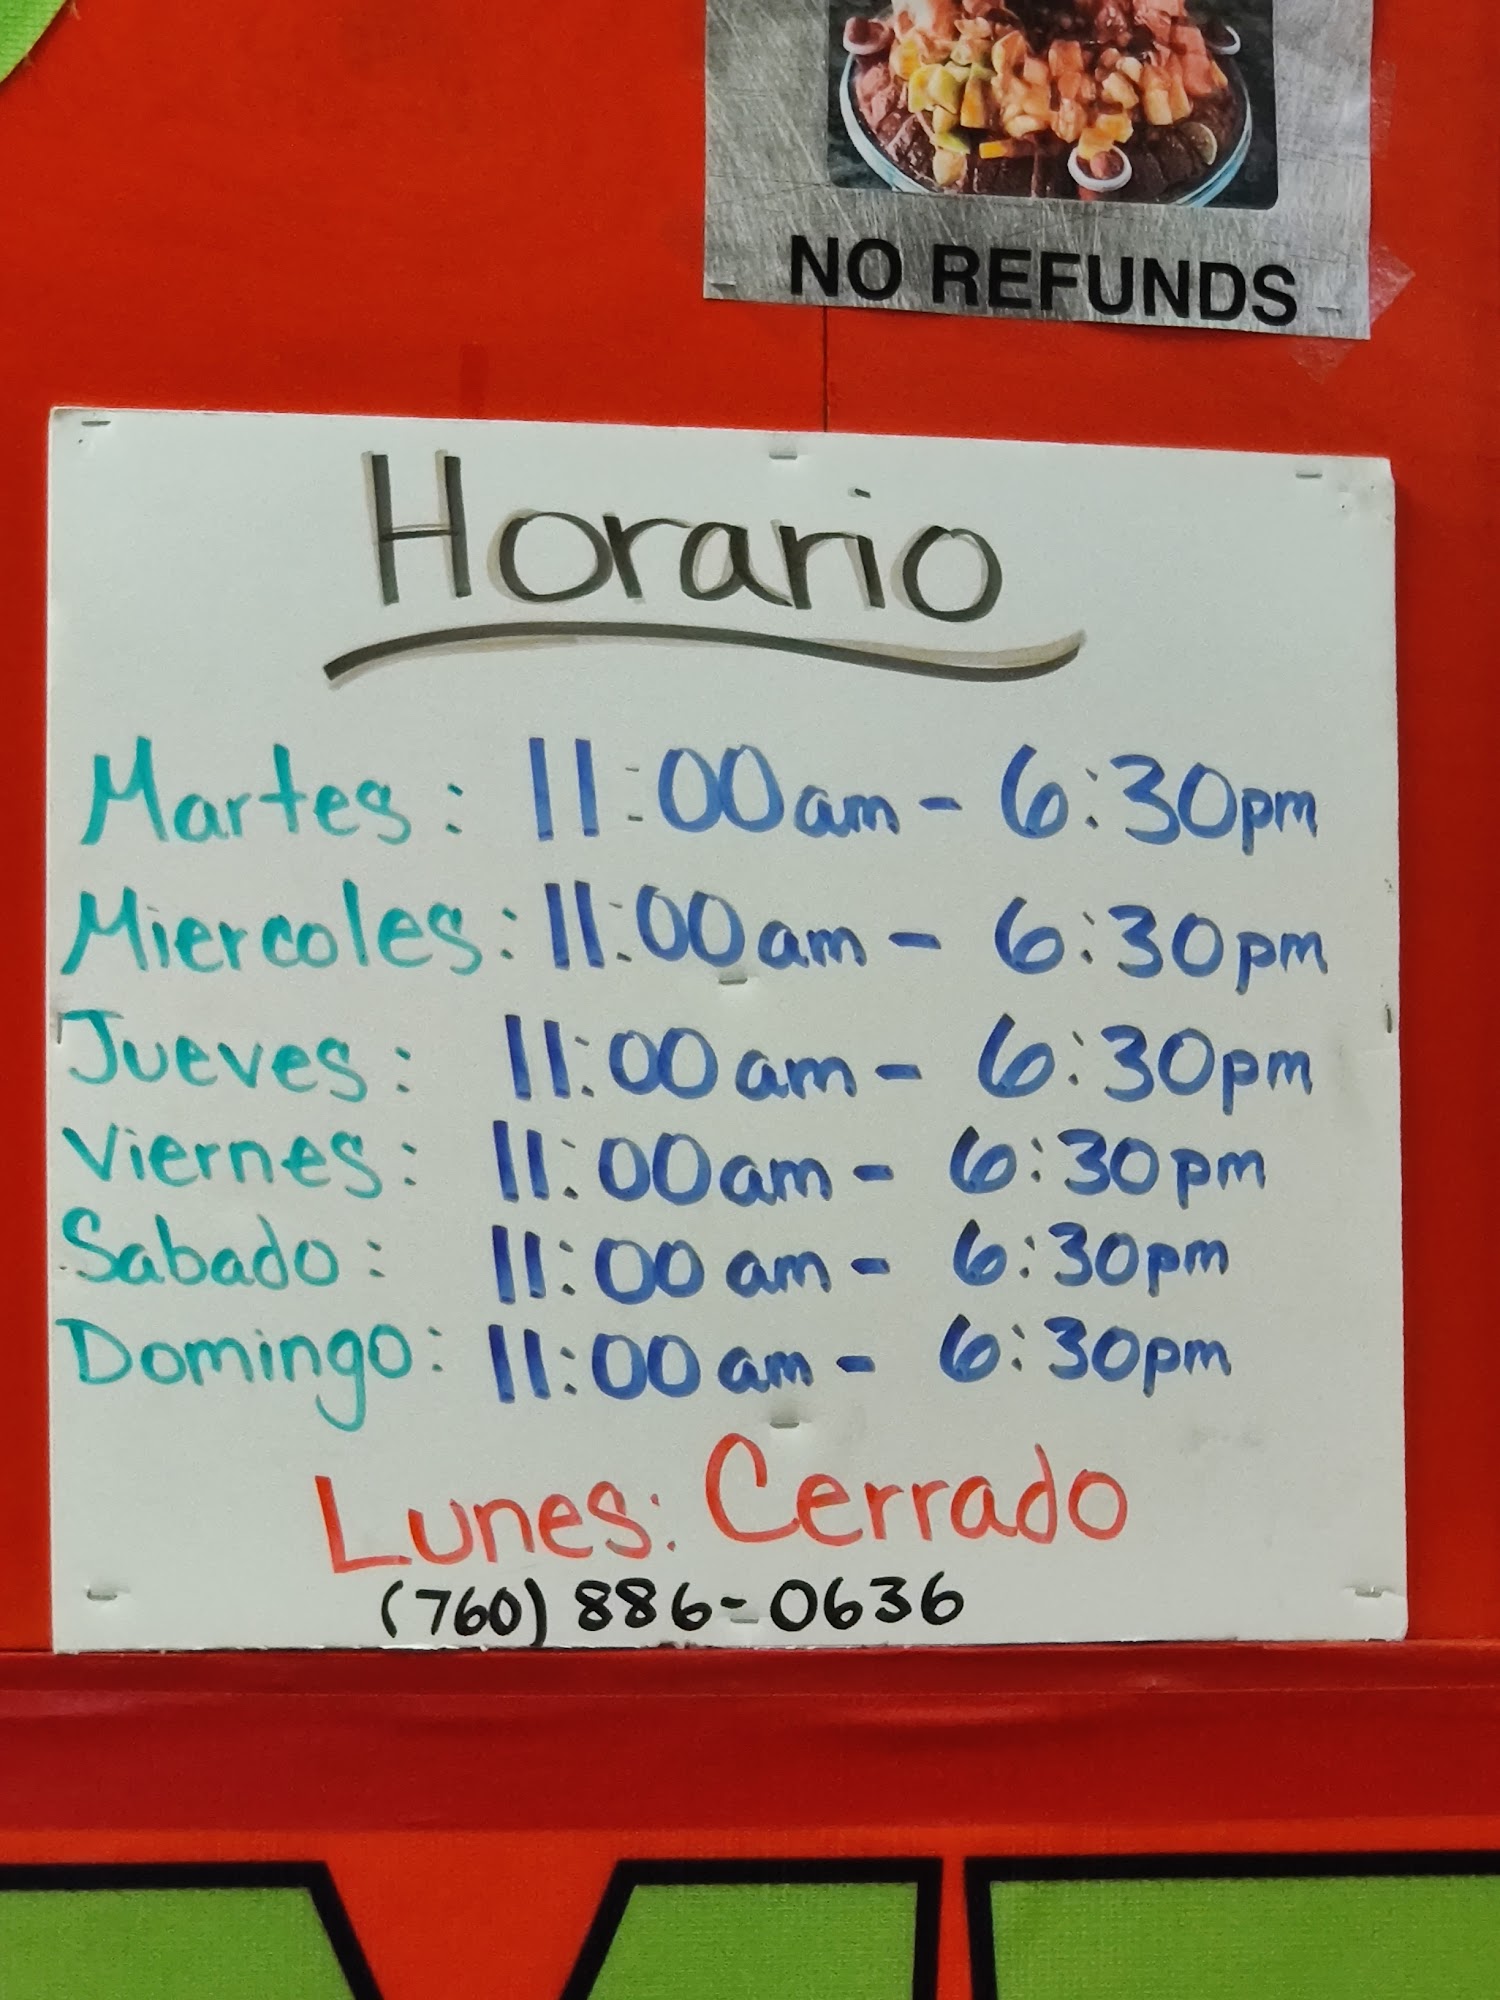 NO REFUNDS
Horario
Martes: 11:00am - 6:30pm
Miercoles: 11:00am - 6:30pm
Jueves: 11:00am - 6:30pm
Viernes: 11:00am - 6:30pm
Sabado: 11:00am - 6:30pm
Domingo: 11:00am - 6:30pm
Lunes: Cerrado
(760) 886-0636